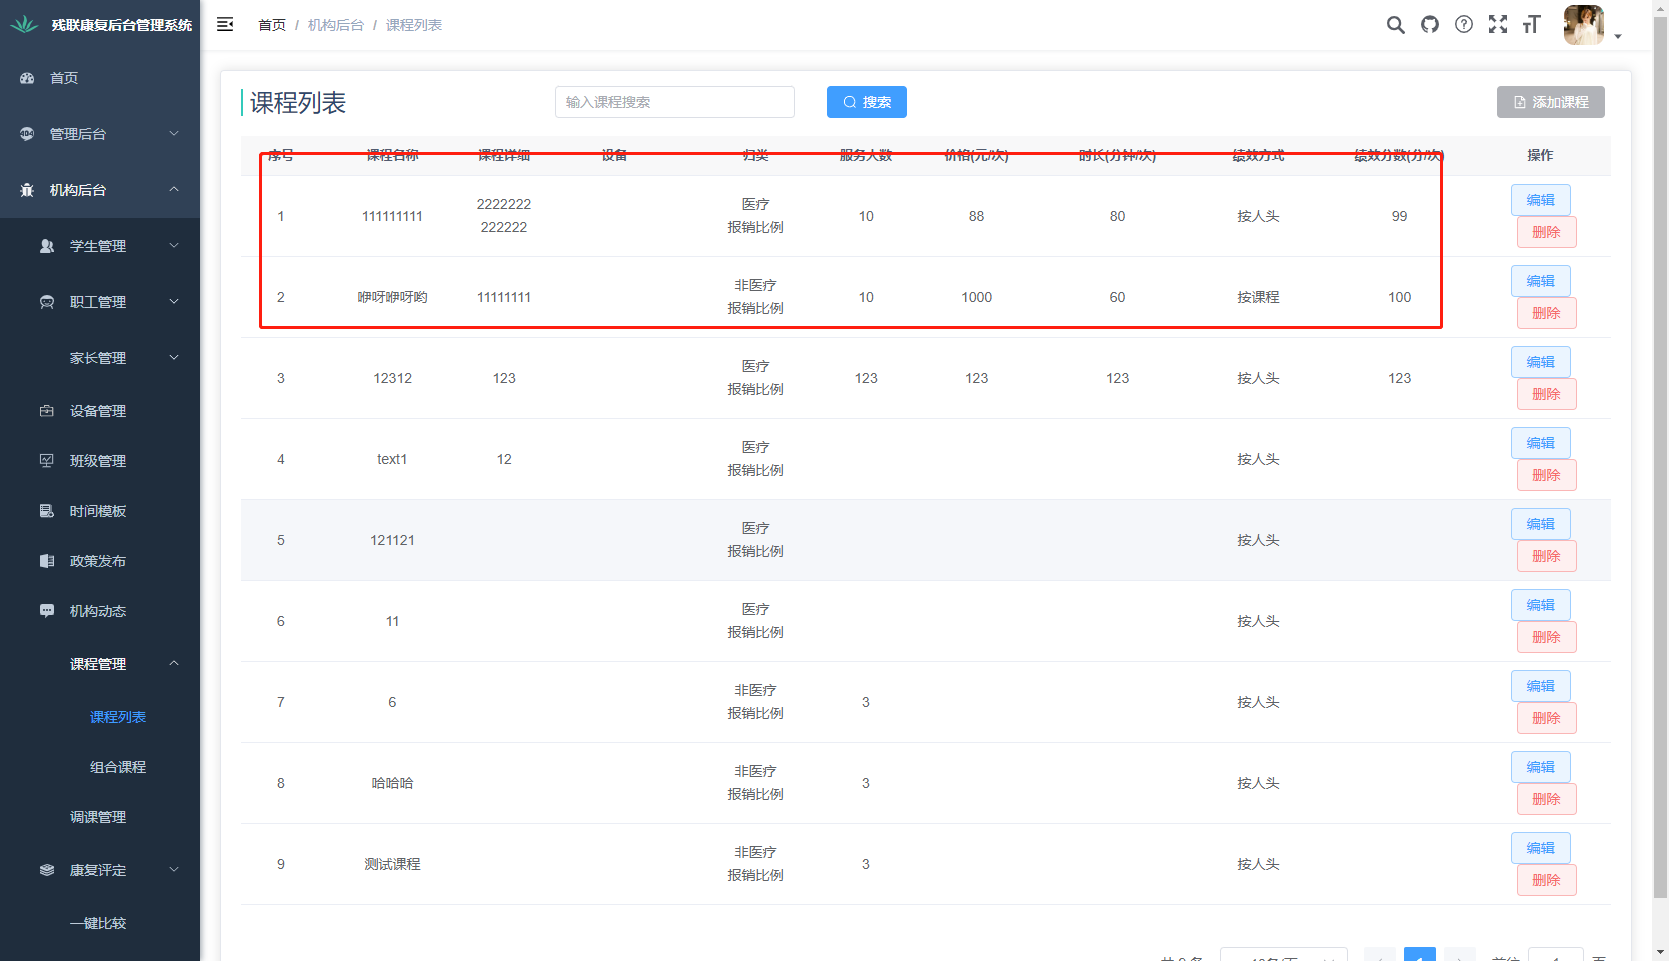 残联康复后台管理系统
首页 / 机构后台 / 课程列表
首页
管理后台
机构后台
学生管理
职工管理
家长管理
设备管理
班级管理
时间模板
政策发布
机构动态
课程管理
课程列表
组合课程
调课管理
康复评定
一键比较
课程列表
输入课程搜索
搜索
添加课程
序号 课程名称 课程详细 设备 归类 服务人数 价格(元/次) 时长(分钟/次) 绩效方式 绩效分数(分/次) 操作
1 111111111 2222222 222222 医疗 报销比例 10 88 80 按人头 99 编辑 删除
2 咿呀咿呀哟 11111111 非医疗 报销比例 10 1000 60 按课程 100 编辑 删除
3 12312 123 医疗 报销比例 123 123 123 按人头 123 编辑 删除
4 text1 12 医疗 报销比例 按人头 编辑 删除
5 121121 医疗 报销比例 按人头 编辑 删除
6 11 医疗 报销比例 按人头 编辑 删除
7 6 非医疗 报销比例 3 按人头 编辑 删除
8 哈哈哈 非医疗 报销比例 3 按人头 编辑 删除
9 测试课程 非医疗 报销比例 3 按人头 编辑 删除